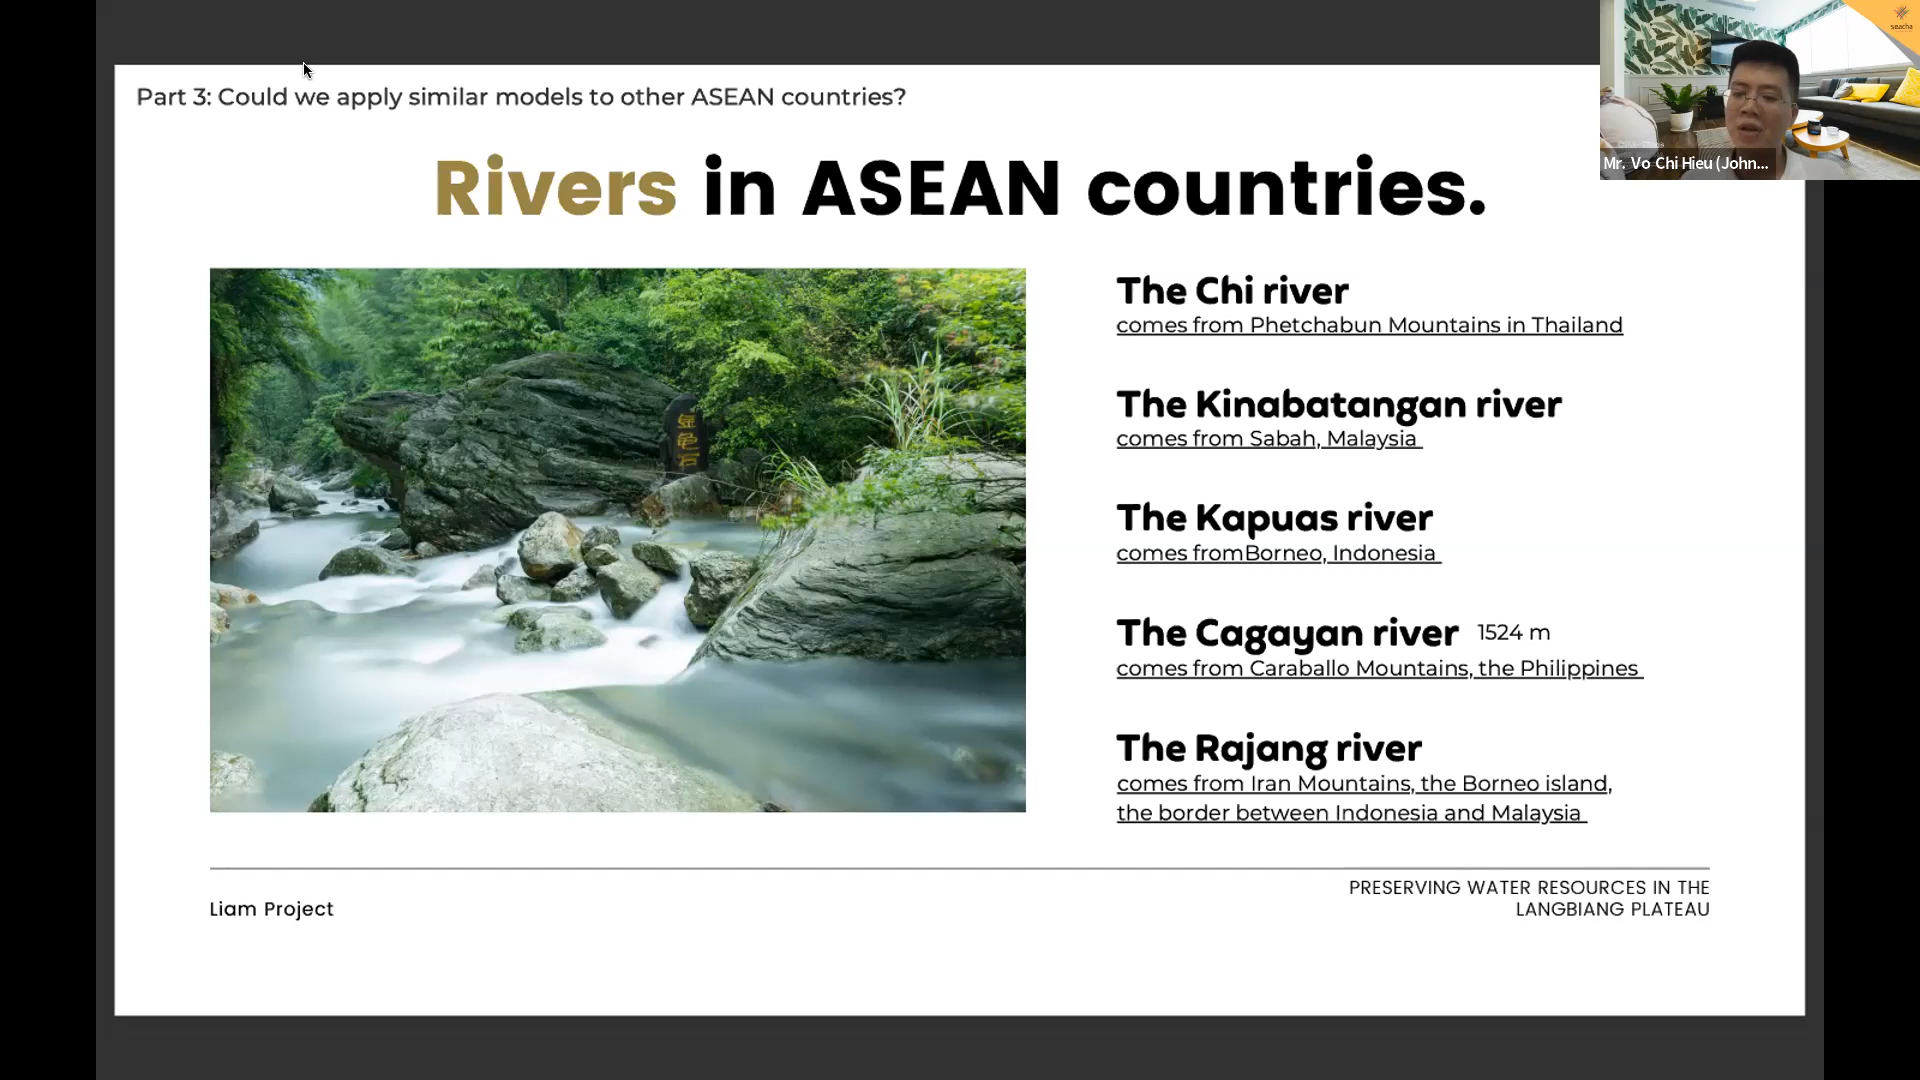 Part 3: Could we apply similar models to other ASEAN countries?
seacha
Mr. Vo Chi Hieu (John...
Rivers in ASEAN countries.
金色石
The Chi river
comes from Phetchabun Mountains in Thailand
The Kinabatangan river
comes from Sabah, Malaysia
The Kapuas river
comes fromBorneo, Indonesia
The Cagayan river 1524 m
comes from Caraballo Mountains, the Philippines
The Rajang river
comes from Iran Mountains, the Borneo island,
the border between Indonesia and Malaysia
Liam Project
PRESERVING WATER RESOURCES IN THE
LANGBIANG PLATEAU